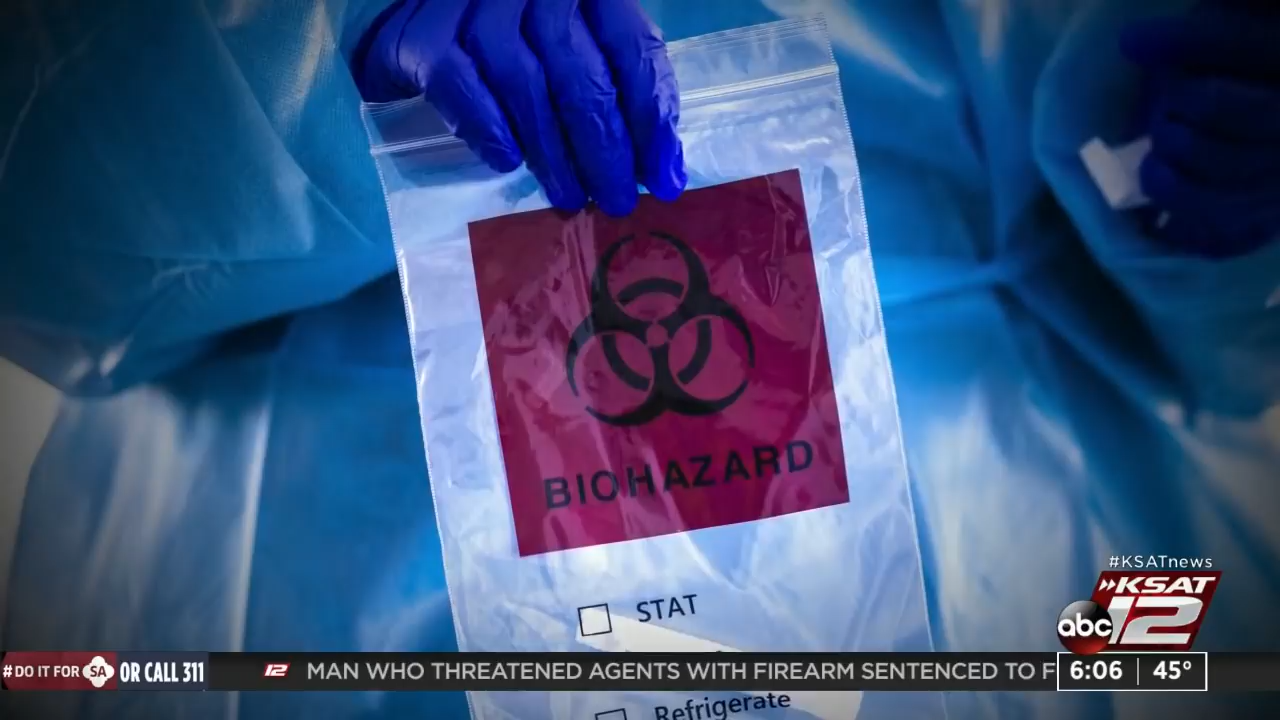 BIOHAZARD
STAT
Refrigerate
#KSATnews
KSAT
abc 12
#DO IT FOR SA OR CALL 311
12 MAN WHO THREATENED AGENTS WITH FIREARM SENTENCED TO F
6:06 45°